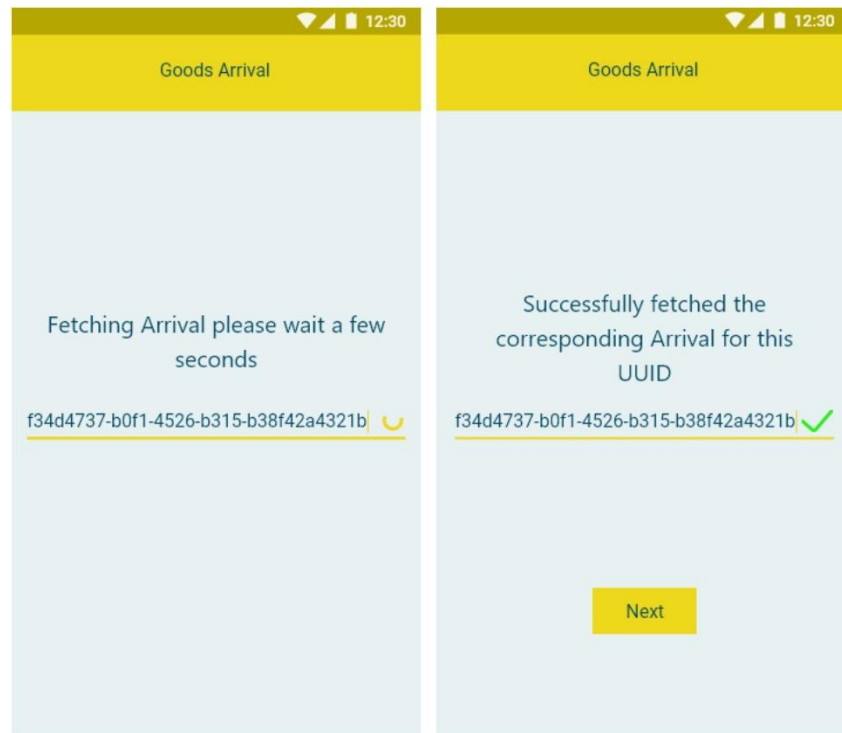 12:30
Goods Arrival
Fetching Arrival please wait a few
seconds
f34d4737-b0f1-4526-b315-b38f42a4321b
12:30
Goods Arrival
Successfully fetched the
corresponding Arrival for this
UUID
f34d4737-b0f1-4526-b315-b38f42a4321b
Next